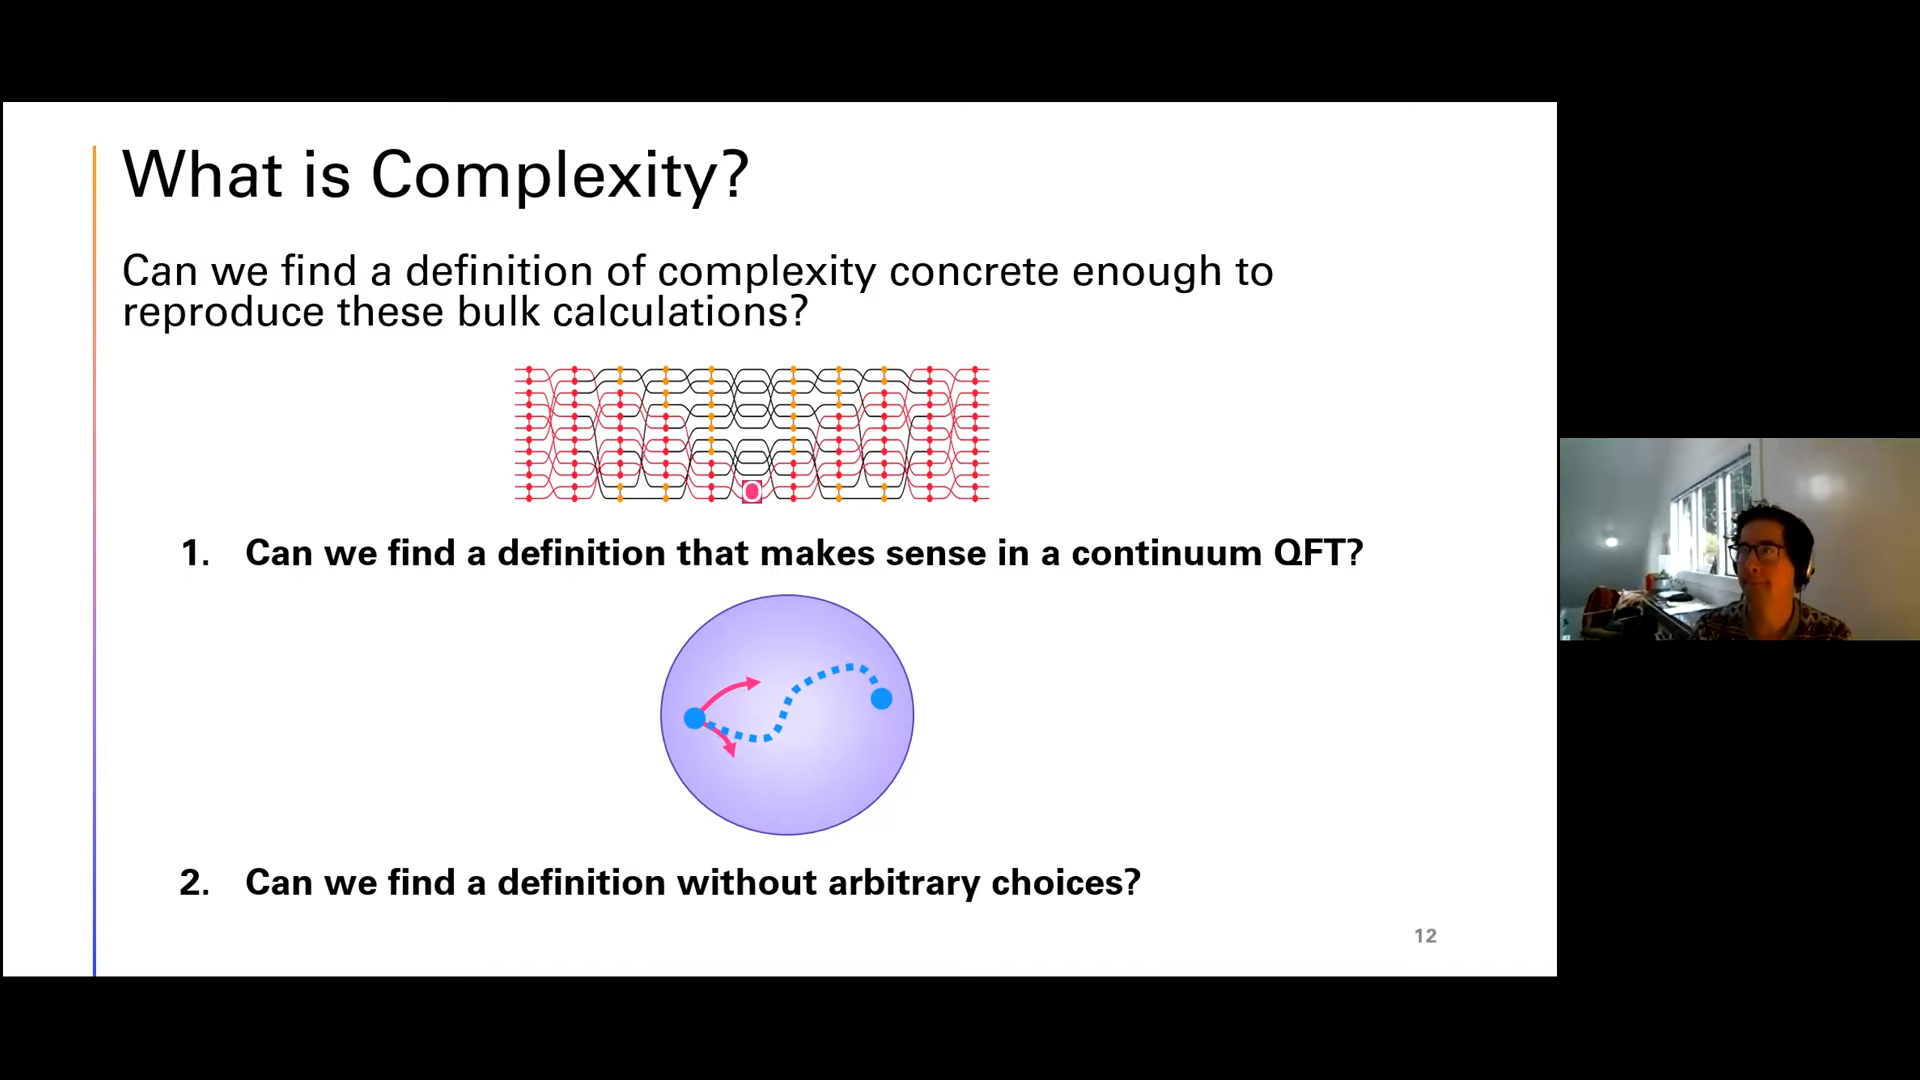 What is Complexity?
Can we find a definition of complexity concrete enough to
reproduce these bulk calculations?
O
1. Can we find a definition that makes sense in a continuum QFT?
2. Can we find a definition without arbitrary choices?
12